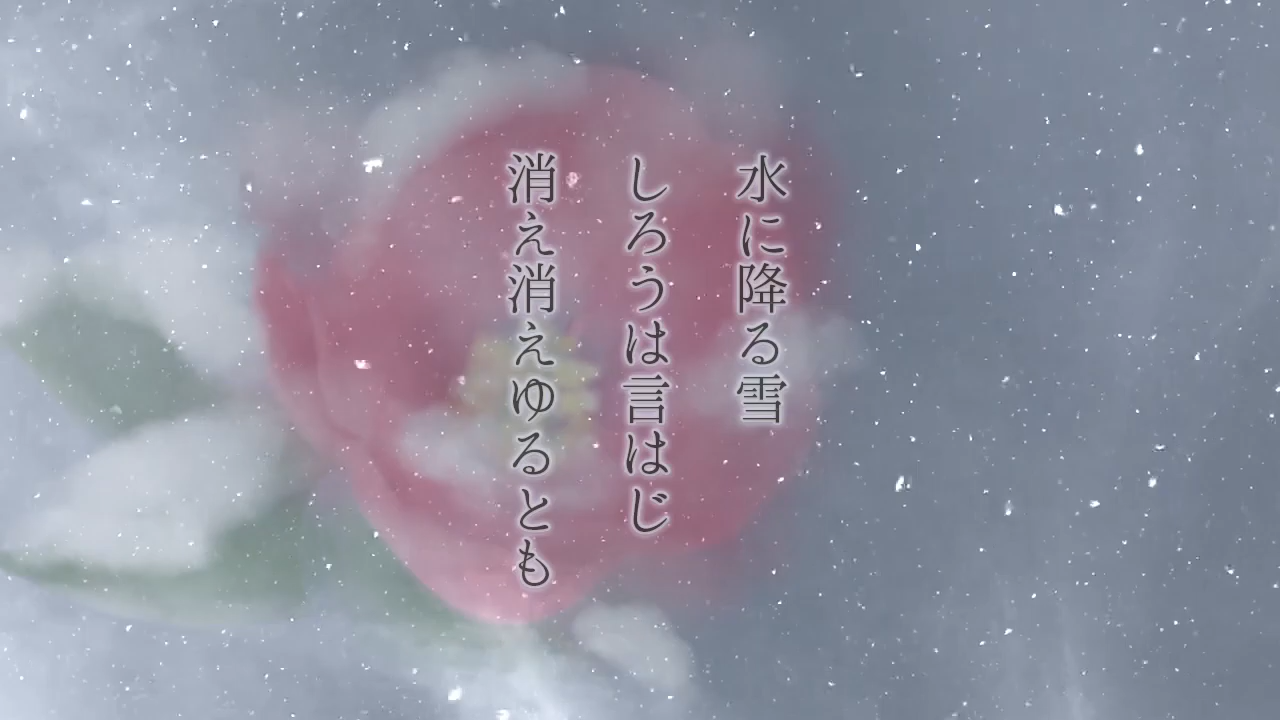 水に降る雪
しろうは言はじ
消え消えゆるとも